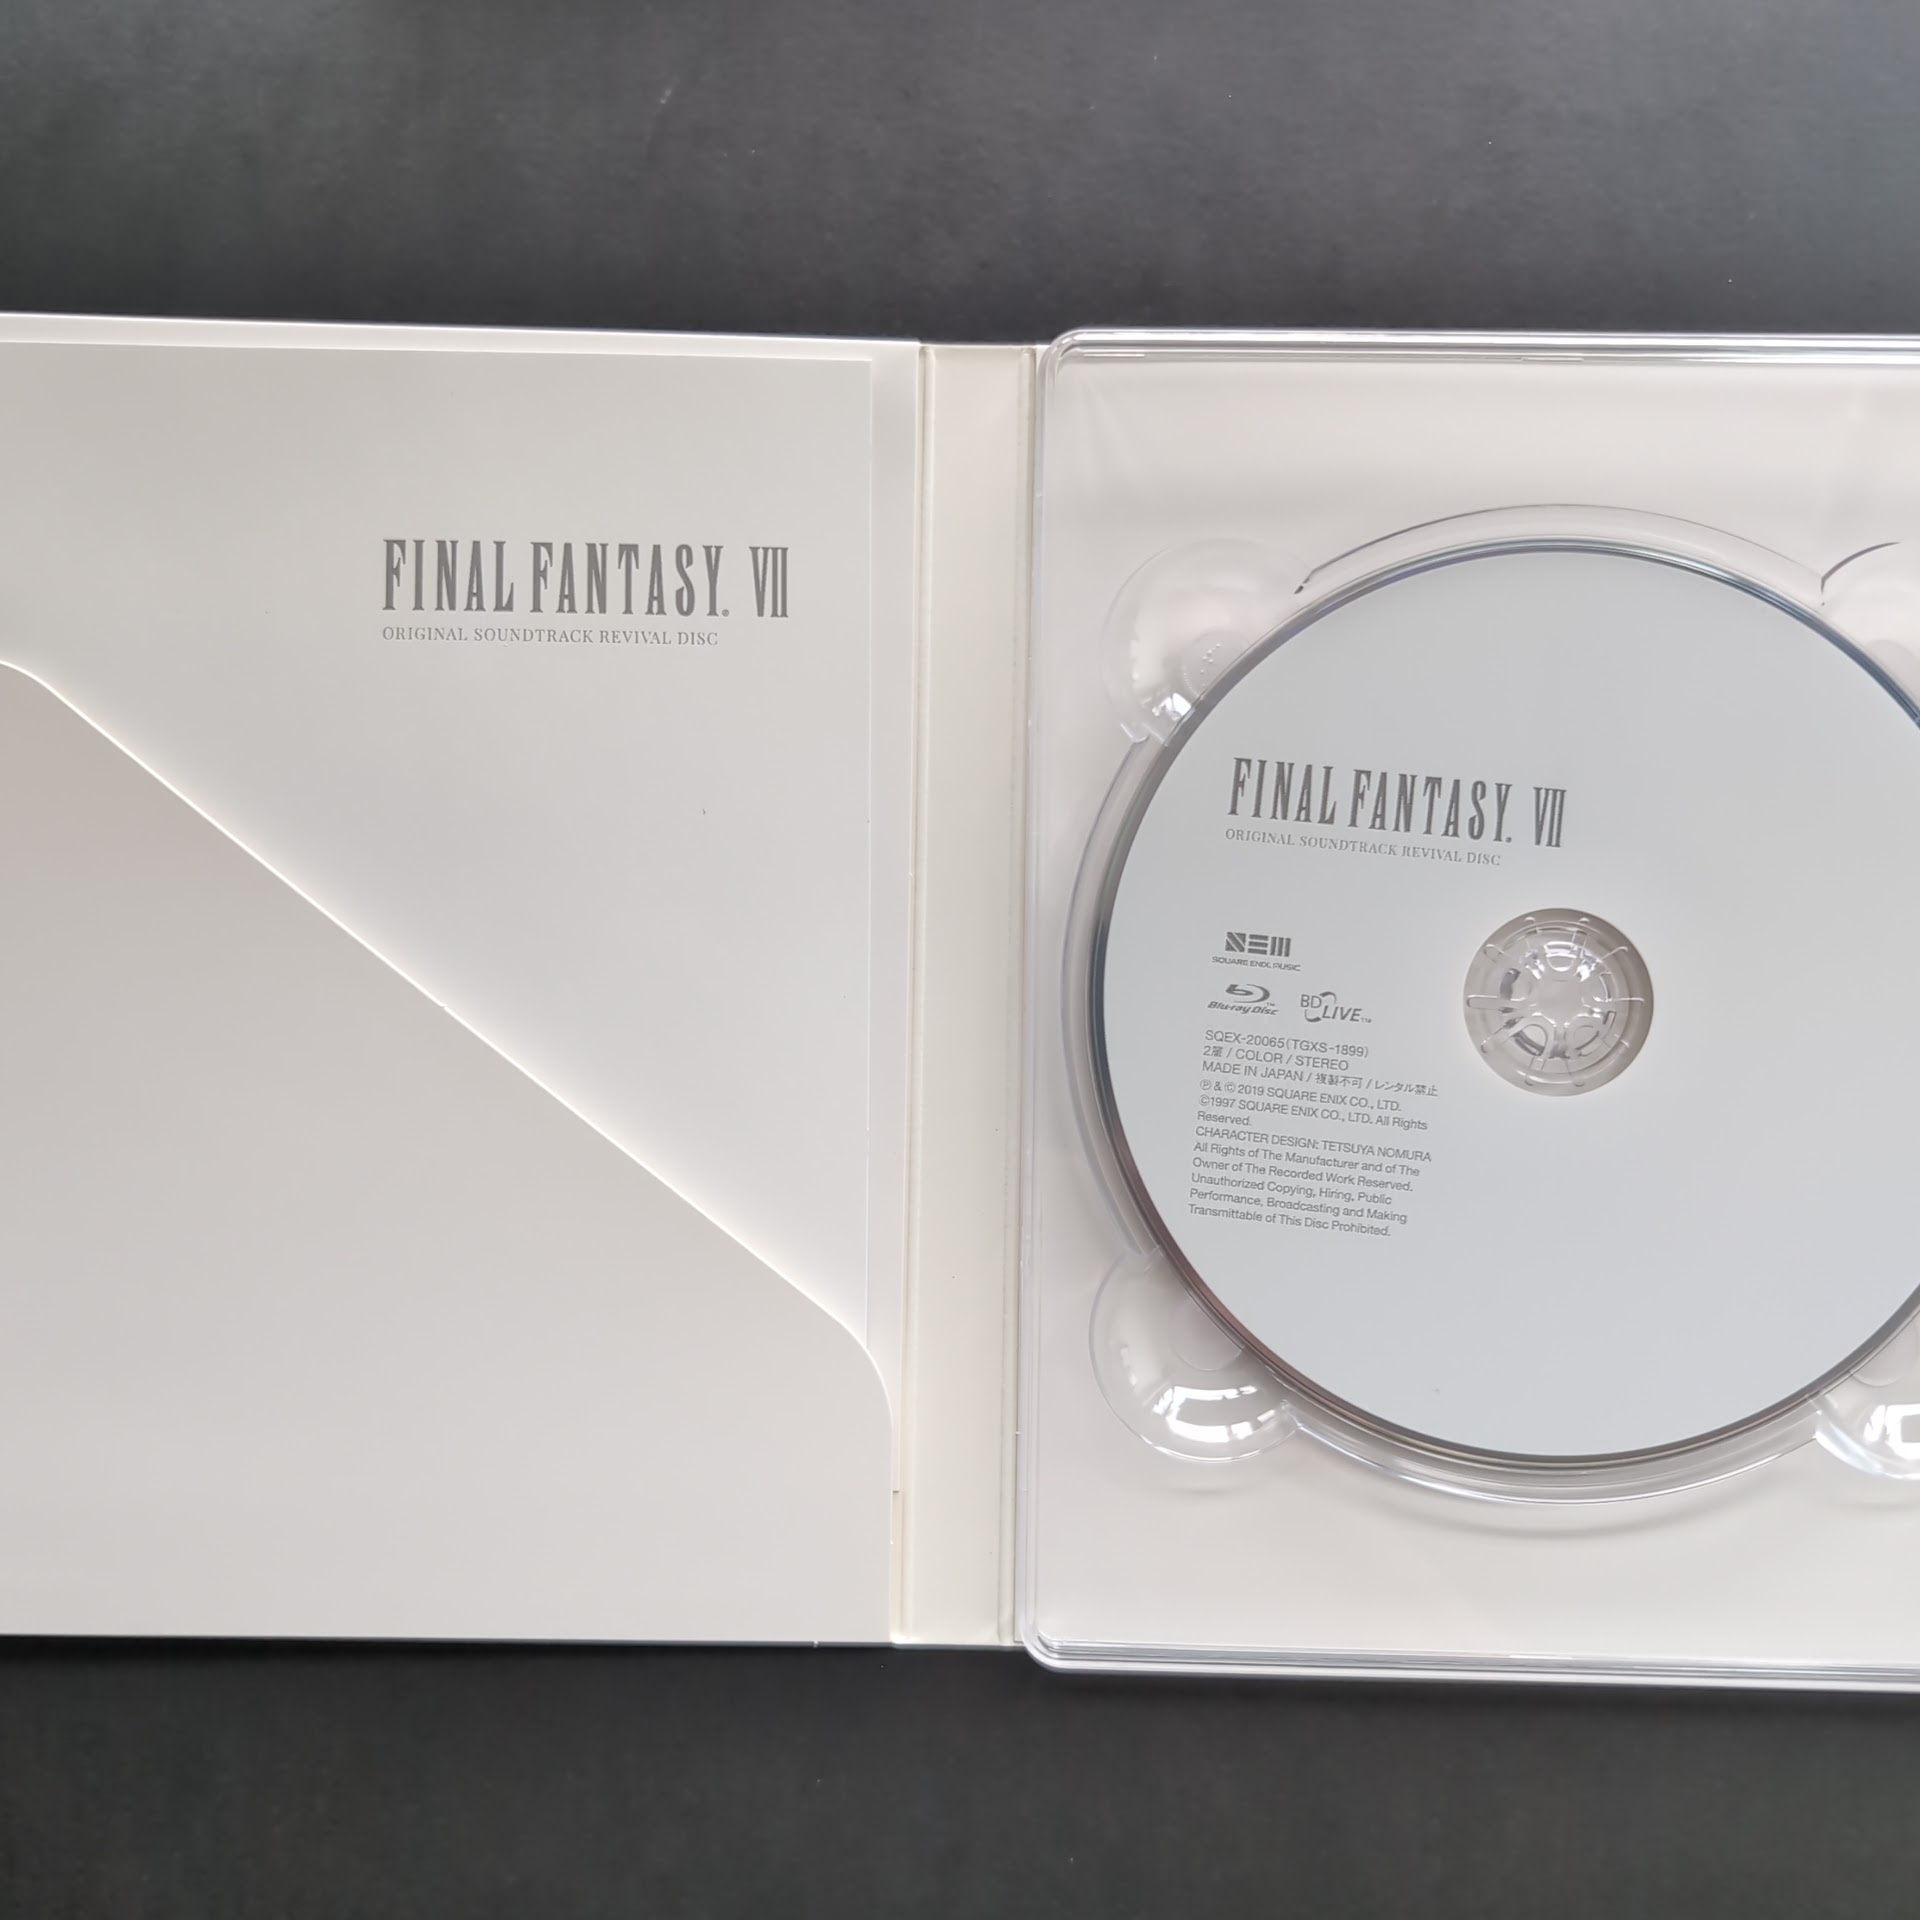 FINAL FANTASY® VII
ORIGINAL SOUNDTRACK REVIVAL DISC
FINAL FANTASY® VII
ORIGINAL SOUNDTRACK REVIVAL DISC
SQUARE ENIX MUSIC
Blu-ray Disc™ BD LIVE™
SQEX-20065(TGXS-1899)
2層 / COLOR / STEREO
MADE IN JAPAN / 複製不可 / レンタル禁止
℗ & © 2019 SQUARE ENIX CO., LTD.
©1997 SQUARE ENIX CO., LTD. All Rights
Reserved.
CHARACTER DESIGN: TETSUYA NOMURA
All Rights of The Manufacturer and of The
Owner of The Recorded Work Reserved.
Unauthorized Copying, Hiring, Public
Performance, Broadcasting and Making
Transmittable of This Disc Prohibited.